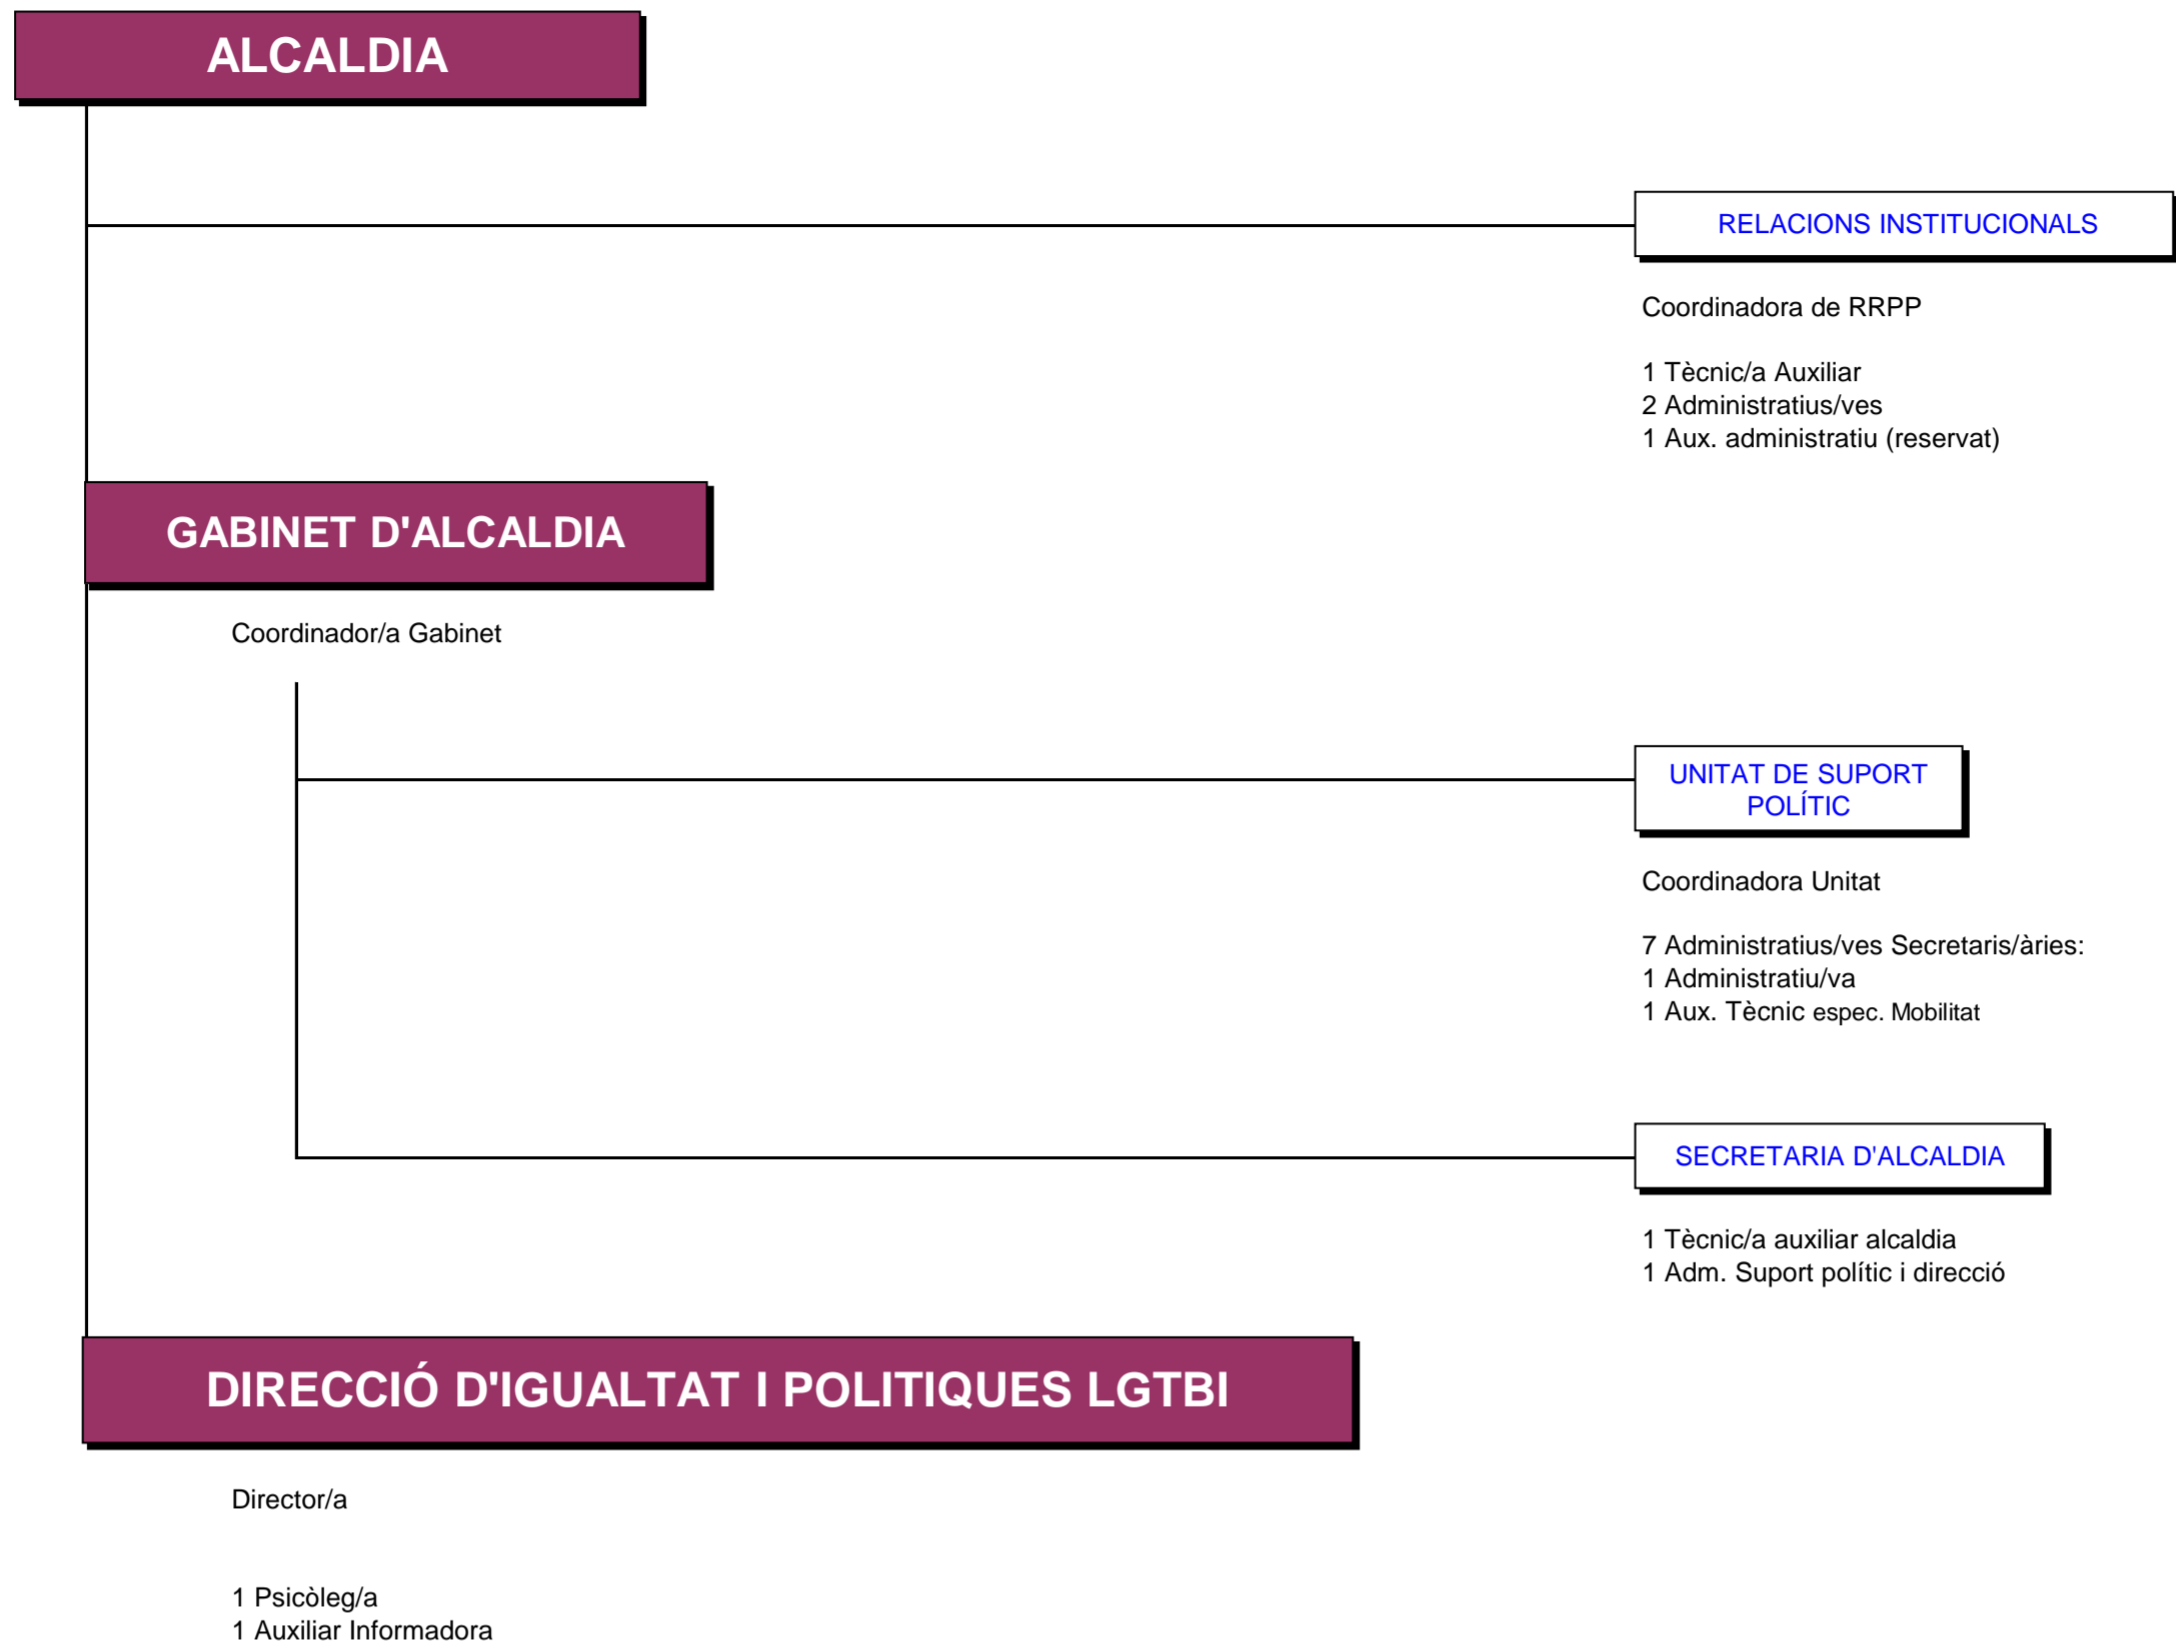 ALCALDIA
RELACIONS INSTITUCIONALS
Coordinadora de RRPP
1 Tècnic/a Auxiliar
2 Administratius/ves
1 Aux. administratiu (reservat)
GABINET D'ALCALDIA
Coordinador/a Gabinet
UNITAT DE SUPORT
POLÍTIC
Coordinadora Unitat
7 Administratius/ves Secretaris/àries:
1 Administratiu/va
1 Aux. Tècnic espec. Mobilitat
SECRETARIA D'ALCALDIA
1 Tècnic/a auxiliar alcaldia
1 Adm. Suport polític i direcció
DIRECCIÓ D'IGUALTAT I POLITIQUES LGTBI
Director/a
1 Psicòleg/a
1 Auxiliar Informadora